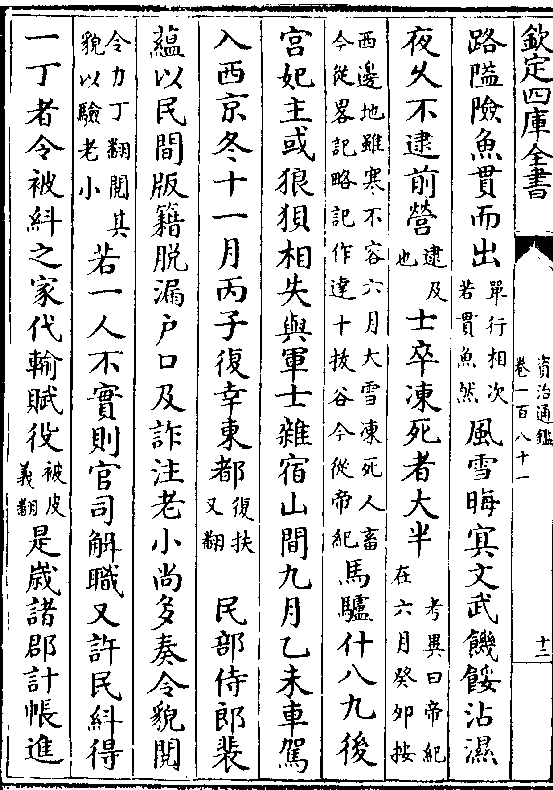 欽定四庫全書
資治通鑑
卷一百八十一
十二
路隘險魚貫而出單行相次若貫魚然風雪晦冥文武饑餒沾濕
夜久不逮前營逮及也士卒凍死者大半考異曰帝紀在六月癸卯按
西邊地雖寒不容六月大雪凍死人畜今從畧記略記作達十拔谷今從帝紀馬驢什八九後
宮妃主或狼狽相失與軍士雜宿山間九月乙未車駕
入西京冬十一月丙子復幸東都復扶又翻 民部侍郎裴
藴以民間版籍脱漏户口及詐注老小尚多奏令貌閱
令力丁翻閱其貌以驗老小若一人不實則官司解職又許民糾得
一丁者令被糾之家代輸賦役被皮義翻是嵗諸郡計帳進